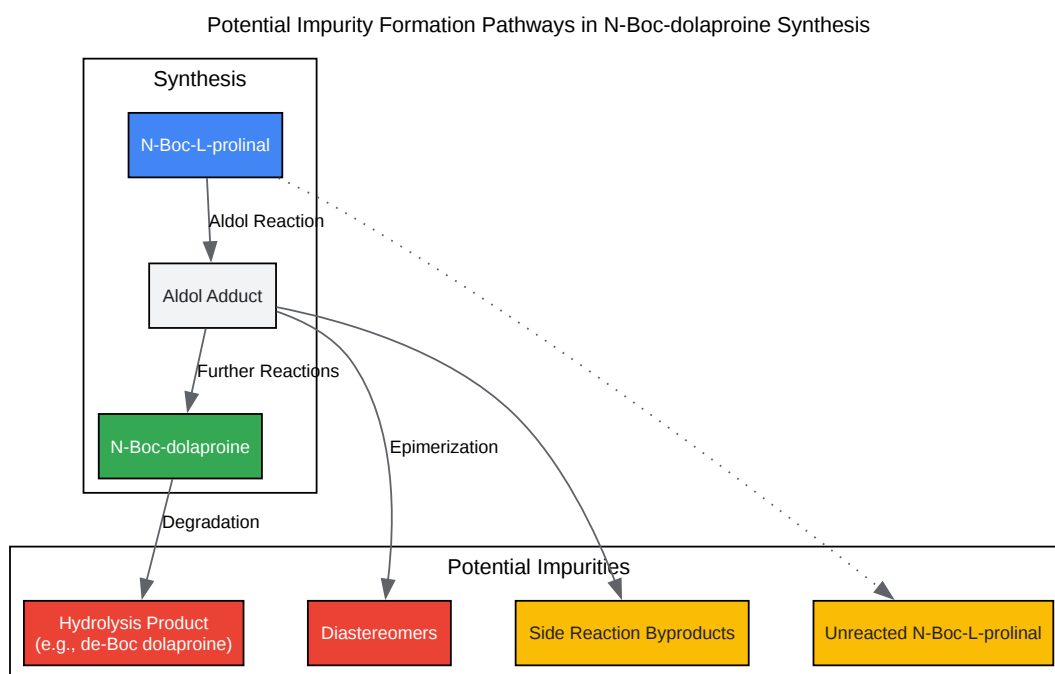 Potential Impurity Formation Pathways in N-Boc-dolaproine Synthesis
Synthesis
N-Boc-L-prolinal
Aldol Reaction
Aldol Adduct
Further Reactions
N-Boc-dolaproine
Epimerization
Degradation
Potential Impurities
Hydrolysis Product
(e.g., de-Boc dolaproine)
Diastereomers
Side Reaction Byproducts
Unreacted N-Boc-L-prolinal